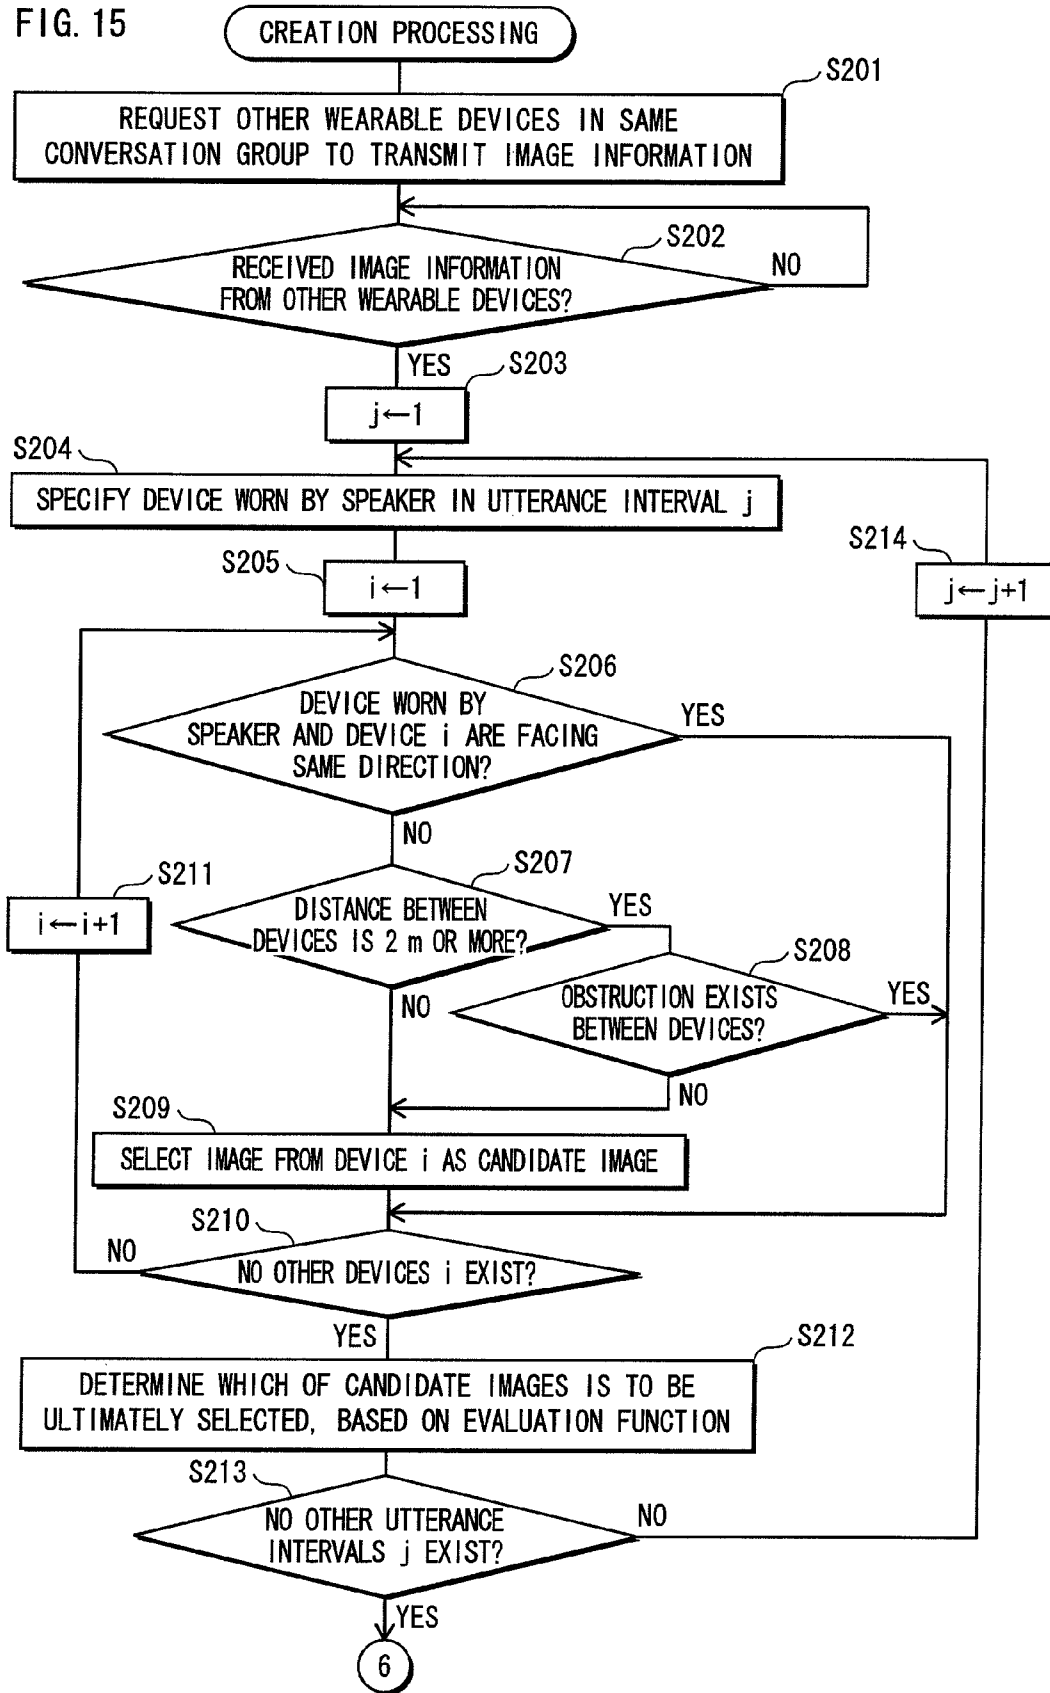 FIG. 15
CREATION PROCESSING
S201
REQUEST OTHER WEARABLE DEVICES IN SAME
CONVERSATION GROUP TO TRANSMIT IMAGE INFORMATION
S202
RECEIVED IMAGE INFORMATION
FROM OTHER WEARABLE DEVICES?
NO
YES
S203
j←1
S204
SPECIFY DEVICE WORN BY SPEAKER IN UTTERANCE INTERVAL j
S205
i←1
S214
j←j+1
S206
DEVICE WORN BY
SPEAKER AND DEVICE i ARE FACING
SAME DIRECTION?
YES
NO
S207
S211
i←i+1
DISTANCE BETWEEN
DEVICES IS 2 m OR MORE?
YES
NO
S208
OBSTRUCTION EXISTS
BETWEEN DEVICES?
YES
NO
S209
SELECT IMAGE FROM DEVICE i AS CANDIDATE IMAGE
S210
NO
NO OTHER DEVICES i EXIST?
YES
S212
DETERMINE WHICH OF CANDIDATE IMAGES IS TO BE
ULTIMATELY SELECTED, BASED ON EVALUATION FUNCTION
S213
NO OTHER UTTERANCE
INTERVALS j EXIST?
NO
YES
6